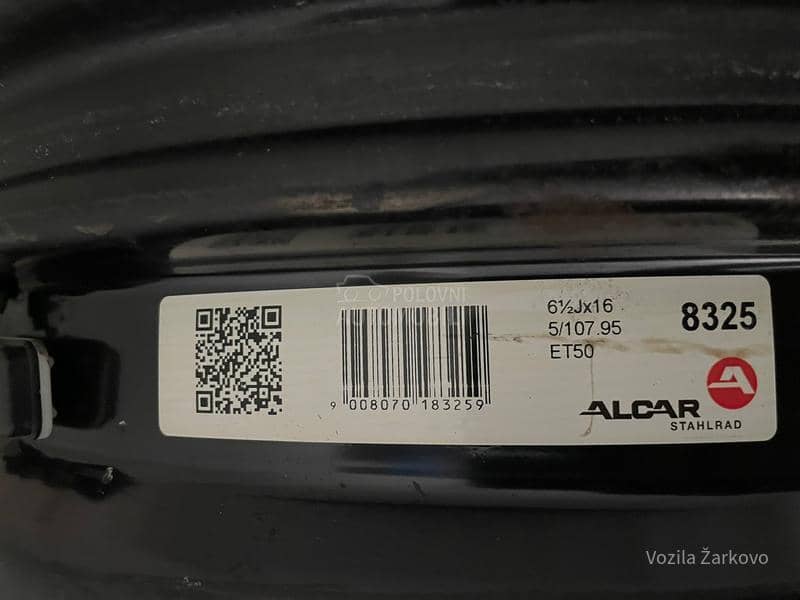 POLOVNI
6½Jx16
5/107.95
ET50
8325
9 008070 183259
ALCAR
STAHLRAD
Vozila Žarkovo